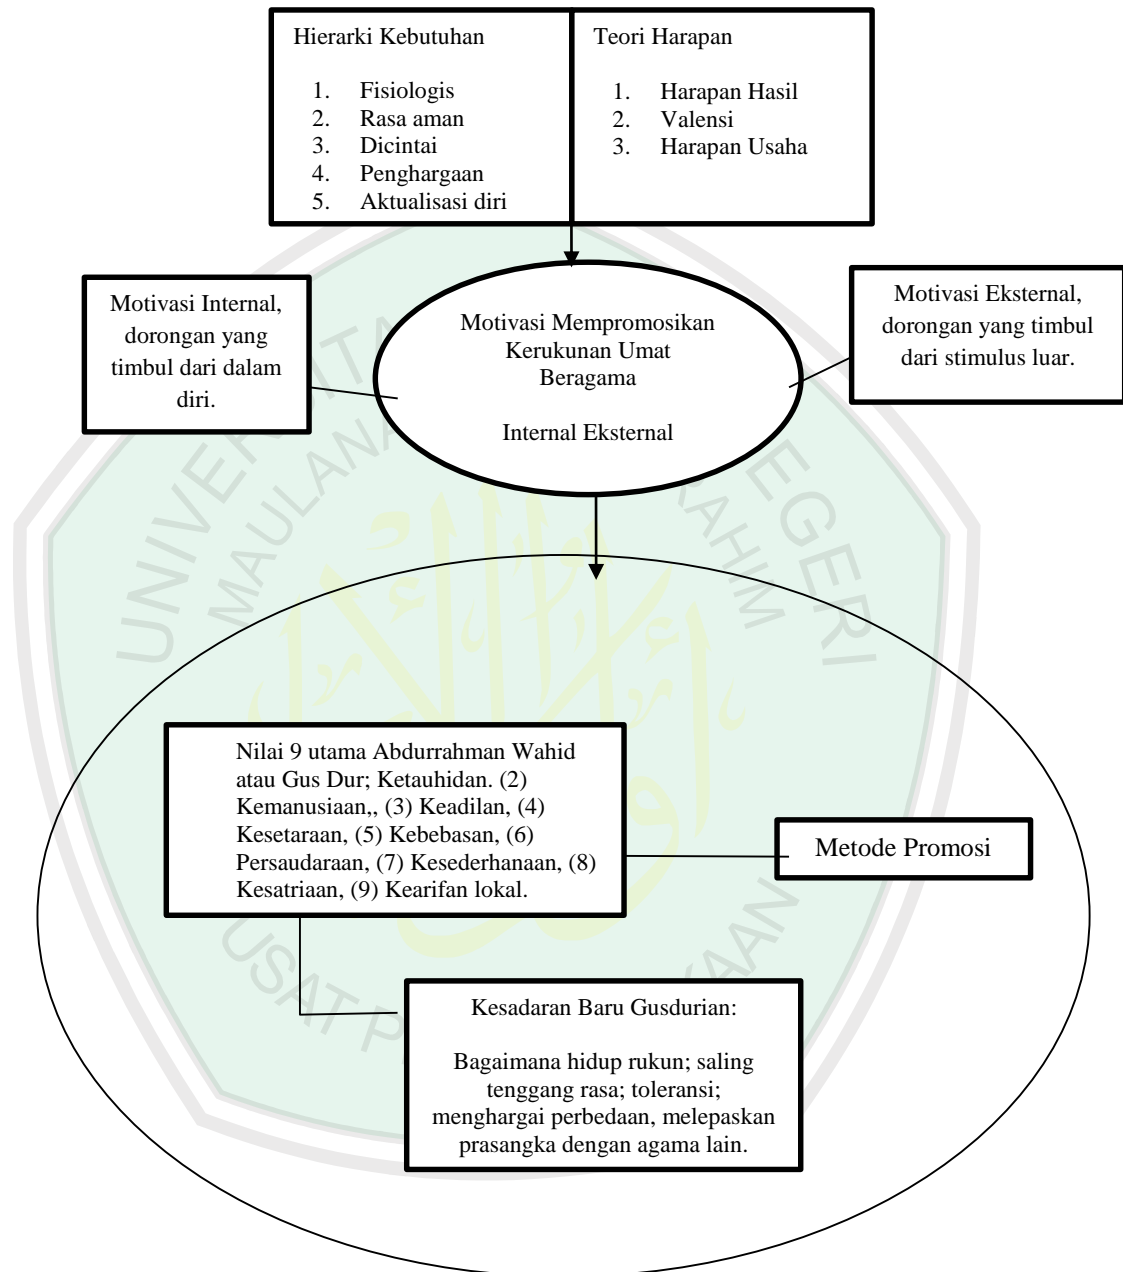 Hierarki Kebutuhan
1. Fisiologis
2. Rasa aman
3. Dicintai
4. Penghargaan
5. Aktualisasi diri
Teori Harapan
1. Harapan Hasil
2. Valensi
3. Harapan Usaha
Motivasi Internal,
dorongan yang
timbul dari dalam
diri.
Motivasi Mempromosikan
Kerukunan Umat
Beragama
Internal Eksternal
Motivasi Eksternal,
dorongan yang timbul
dari stimulus luar.
Nilai 9 utama Abdurrahman Wahid
atau Gus Dur; Ketauhidan. (2)
Kemanusiaan,, (3) Keadilan, (4)
Kesetaraan, (5) Kebebasan, (6)
Persaudaraan, (7) Kesederhanaan, (8)
Kesatriaan, (9) Kearifan lokal.
Metode Promosi
Kesadaran Baru Gusdurian:
Bagaimana hidup rukun; saling
tenggang rasa; toleransi;
menghargai perbedaan, melepaskan
prasangka dengan agama lain.